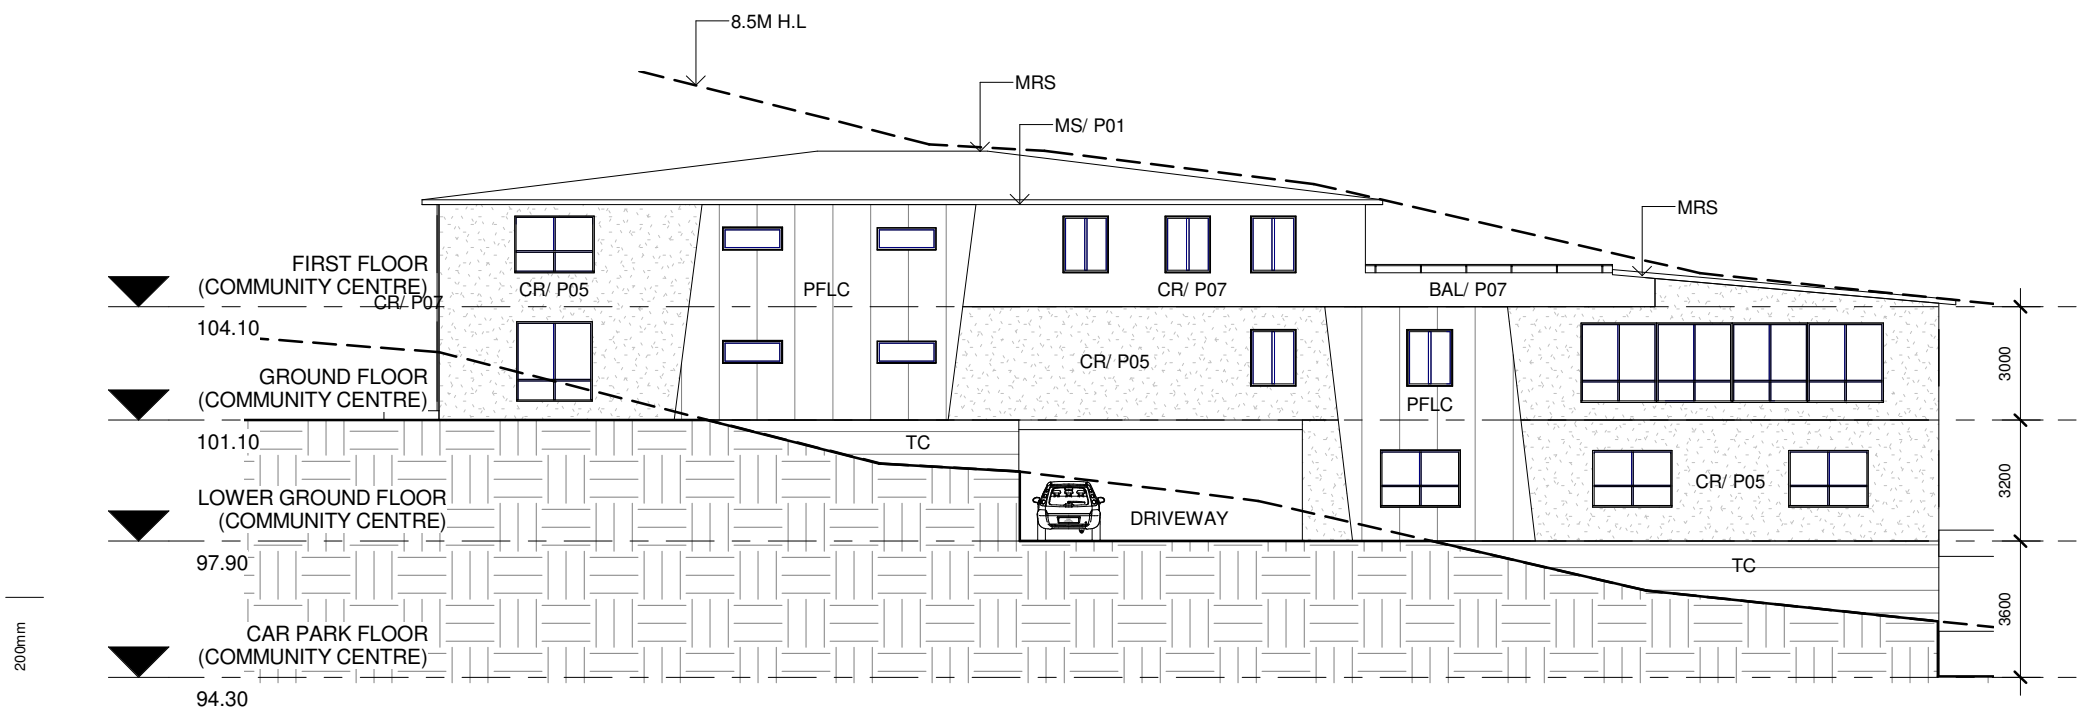 8.5M H.L
MRS
MS/ P01
MRS
FIRST FLOOR
(COMMUNITY CENTRE)
CR/ P07
104.10
CR/ P05
PFLC
CR/ P07
BAL/ P07
GROUND FLOOR
(COMMUNITY CENTRE)
101.10
CR/ P05
PFLC
3000
TC
LOWER GROUND FLOOR
(COMMUNITY CENTRE)
97.90
DRIVEWAY
CR/ P05
3200
TC
CAR PARK FLOOR
(COMMUNITY CENTRE)
94.30
3600
200mm